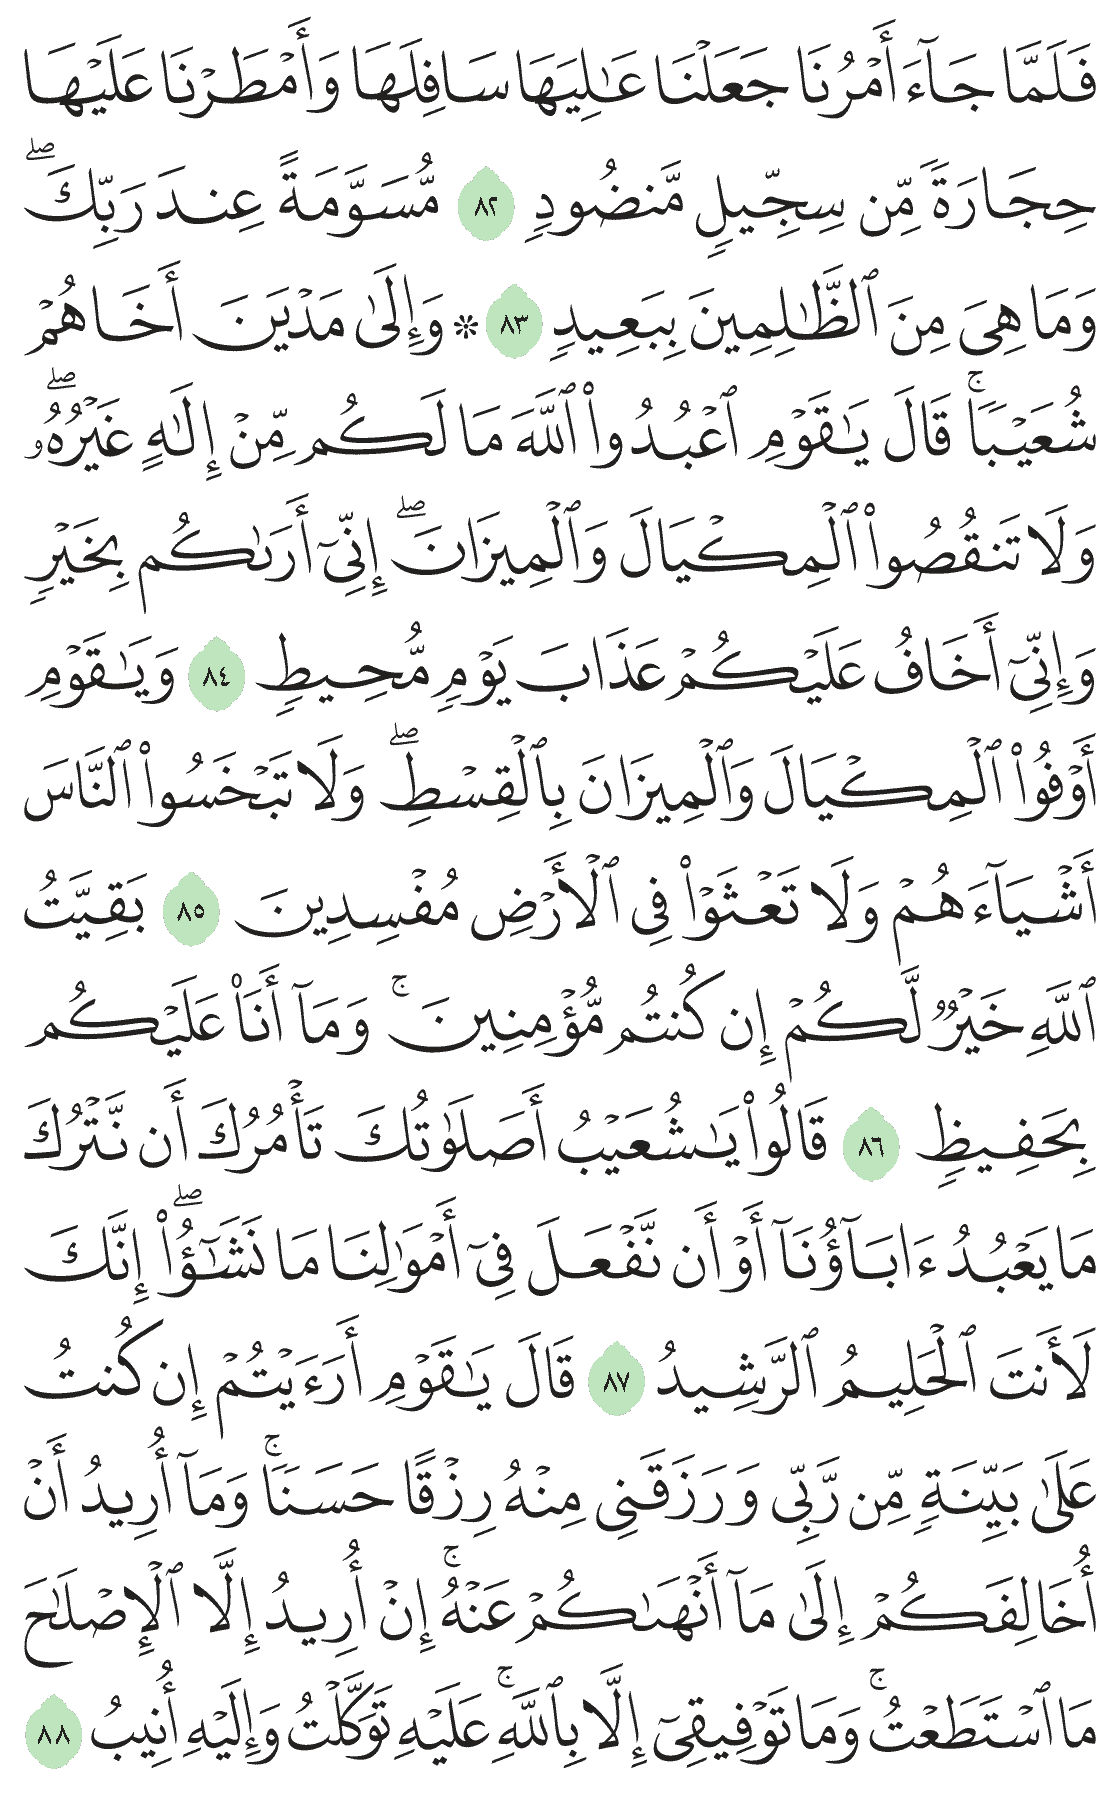 فَلَمَّا جَآءَ أَمْرُنَا جَعَلْنَا عَٰلِيَهَا سَافِلَهَا وَأَمْطَرْنَا عَلَيْهَا
حِجَارَةً مِّن سِجِّيلٍ مَّنضُودٍ ٨٢ مُّسَوَّمَةً عِندَ رَبِّكَۖ
وَمَا هِىَ مِنَ ٱلظَّٰلِمِينَ بِبَعِيدٍ ٨٣ ۞ وَإِلَىٰ مَدْيَنَ أَخَاهُمْ
شُعَيْبًاۚ قَالَ يَٰقَوْمِ ٱعْبُدُوا۟ ٱللَّهَ مَا لَكُم مِّنْ إِلَٰهٍ غَيْرُهُۥۖ
وَلَا تَنقُصُوا۟ ٱلْمِكْيَالَ وَٱلْمِيزَانَۖ إِنِّىٓ أَرَىٰكُم بِخَيْرٍ
وَإِنِّىٓ أَخَافُ عَلَيْكُمْ عَذَابَ يَوْمٍ مُّحِيطٍ ٨٤ وَيَٰقَوْمِ
أَوْفُوا۟ ٱلْمِكْيَالَ وَٱلْمِيزَانَ بِٱلْقِسْطِۖ وَلَا تَبْخَسُوا۟ ٱلنَّاسَ
أَشْيَآءَهُمْ وَلَا تَعْثَوْا۟ فِى ٱلْأَرْضِ مُفْسِدِينَ ٨٥ بَقِيَّتُ
ٱللَّهِ خَيْرٌ لَّكُمْ إِن كُنتُم مُّؤْمِنِينَۚ وَمَآ أَنَا۠ عَلَيْكُم
بِحَفِيظٍ ٨٦ قَالُوا۟ يَٰشُعَيْبُ أَصَلَوٰتُكَ تَأْمُرُكَ أَن نَّتْرُكَ
مَا يَعْبُدُ ءَابَآؤُنَآ أَوْ أَن نَّفْعَلَ فِىٓ أَمْوَٰلِنَا مَا نَشَٰٓؤُا۟ۖ إِنَّكَ
لَأَنتَ ٱلْحَلِيمُ ٱلرَّشِيدُ ٨٧ قَالَ يَٰقَوْمِ أَرَءَيْتُمْ إِن كُنتُ
عَلَىٰ بَيِّنَةٍ مِّن رَّبِّى وَرَزَقَنِى مِنْهُ رِزْقًا حَسَنًاۚ وَمَآ أُرِيدُ أَنْ
أُخَالِفَكُمْ إِلَىٰ مَآ أَنْهَىٰكُمْ عَنْهُۚ إِنْ أُرِيدُ إِلَّا ٱلْإِصْلَٰحَ
مَا ٱسْتَطَعْتُۚ وَمَا تَوْفِيقِىٓ إِلَّا بِٱللَّهِۚ عَلَيْهِ تَوَكَّلْتُ وَإِلَيْهِ أُنِيبُ ٨٨